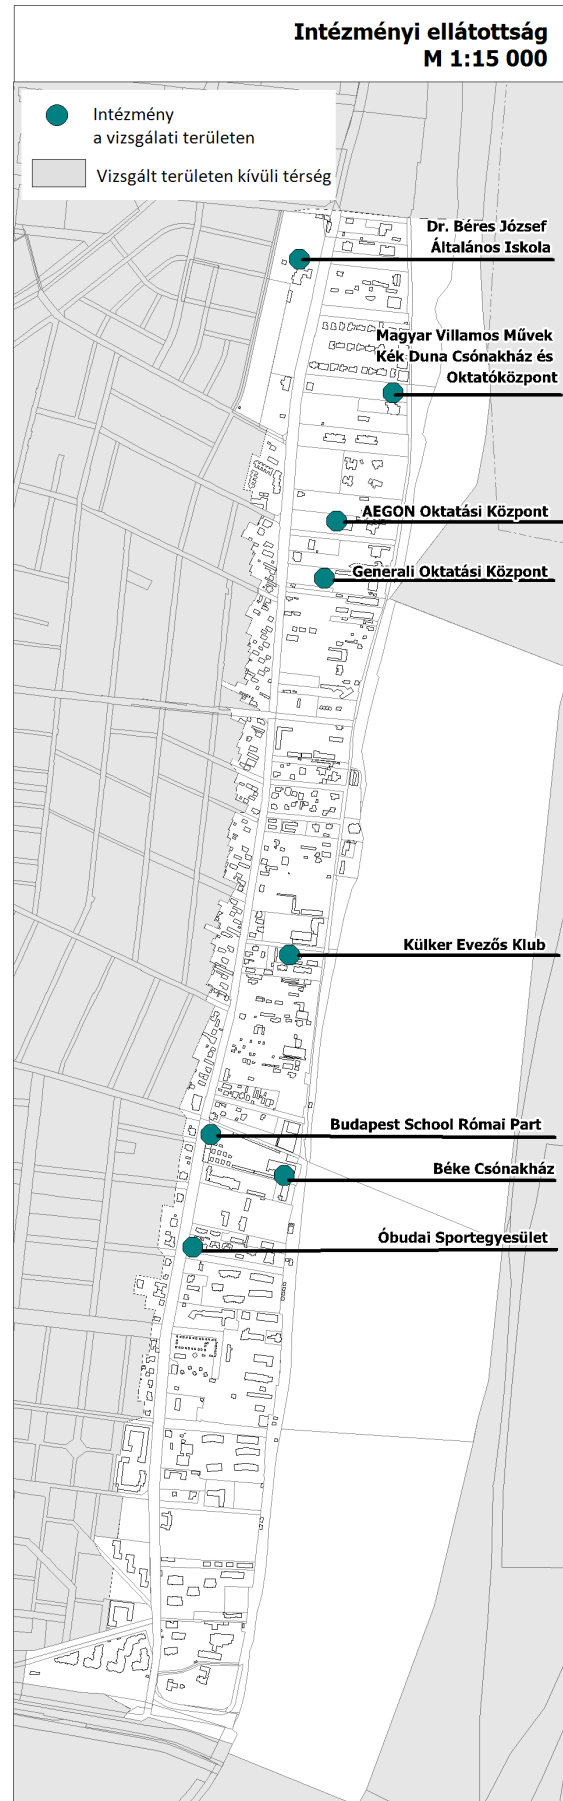 Intézményi ellátottság
M 1:15 000
Intézmény
a vizsgálati területen
Vizsgált területen kívüli térség
Dr. Béres József
Általános Iskola
Magyar Villamos Művek
Kék Duna Csónakház és
Oktatóközpont
AEGON Oktatási Központ
Generali Oktatási Központ
Külker Evezős Klub
Budapest School Római Part
Béke Csónakház
Óbudai Sportegyesület